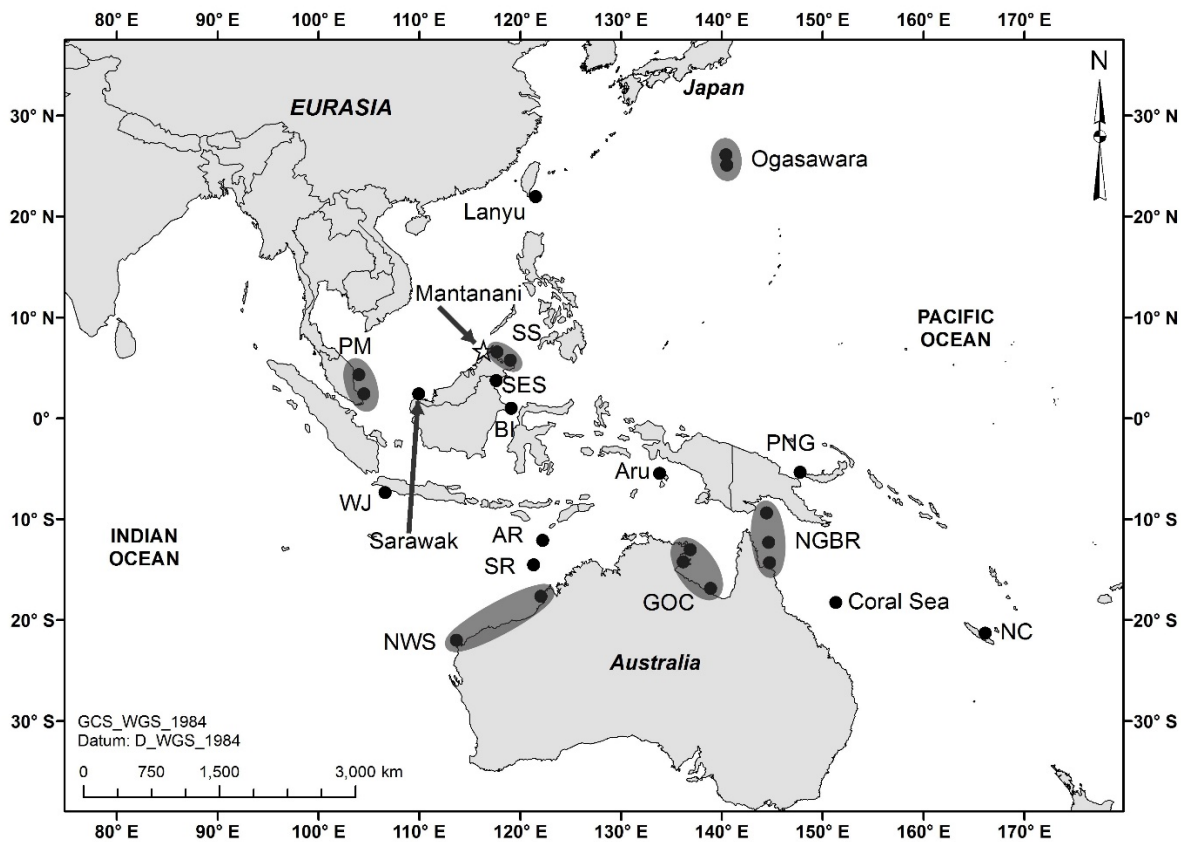 80° E 90° E 100° E 110° E 120° E 130° E 140° E 150° E 160° E 170° E
N
EURASIA
Japan
30° N 30° N
Ogasawara
20° N 20° N
Lanyu
Mantanani
10° N 10° N
SS
PACIFIC
OCEAN
PM
SES
0° 0°
BI
PNG
Aru
WJ
10° S 10° S
INDIAN
OCEAN
Sarawak
AR
NGBR
SR
GOC
Coral Sea
20° S 20° S
NWS
NC
Australia
30° S 30° S
GCS_WGS_1984
Datum: D_WGS_1984
0 750 1,500 3,000 km
80° E 90° E 100° E 110° E 120° E 130° E 140° E 150° E 160° E 170° E